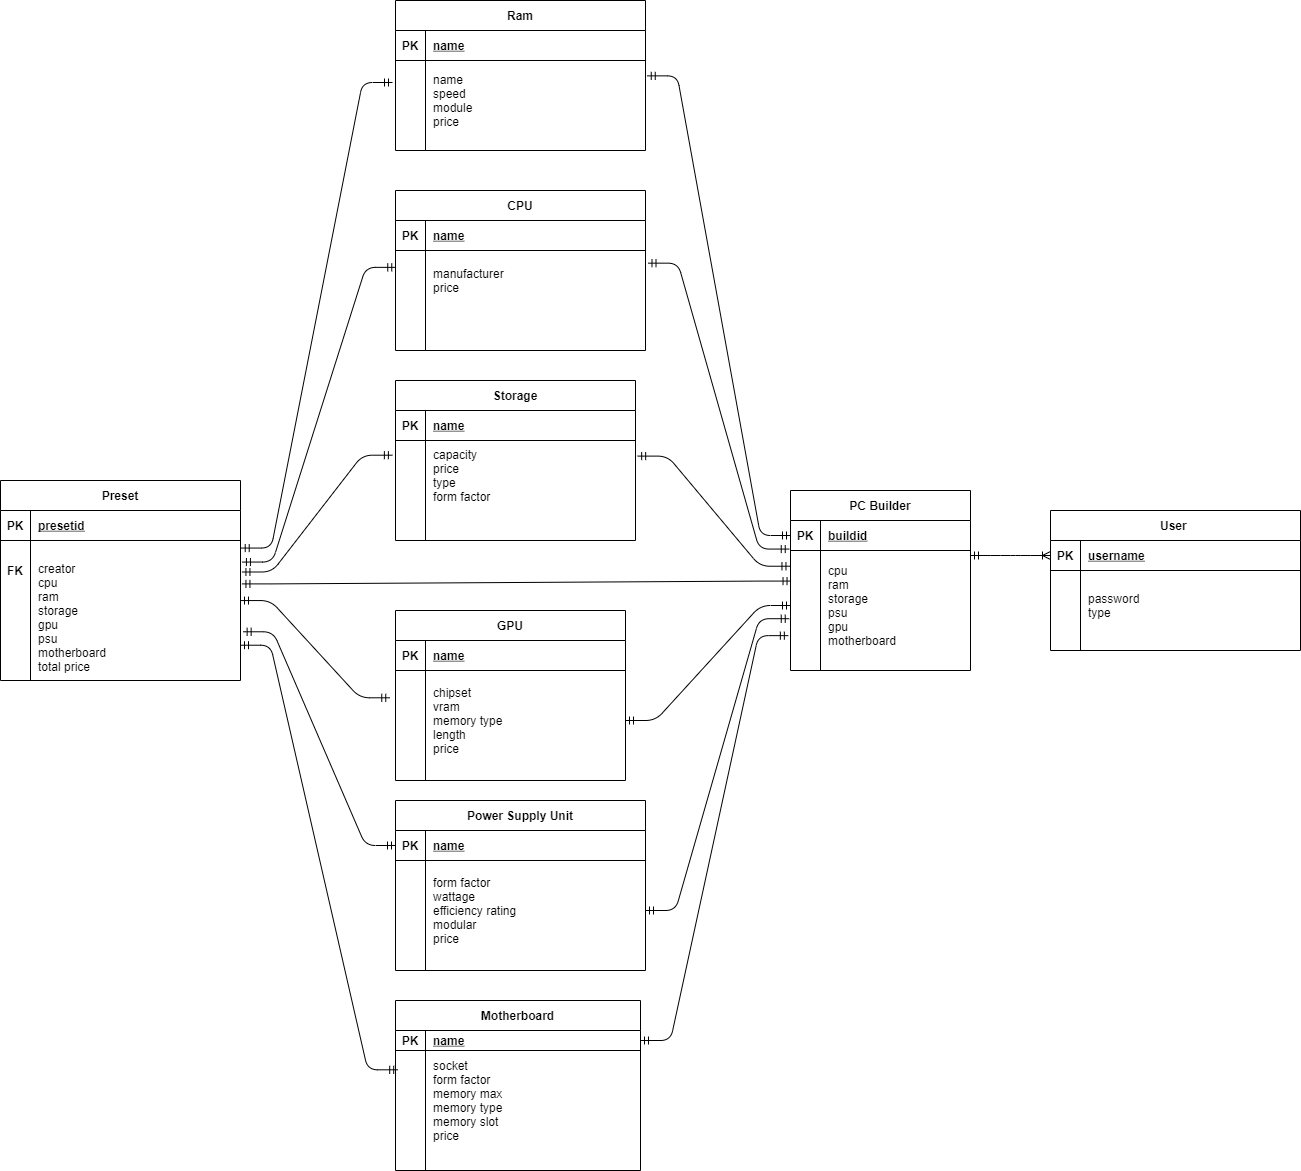 Ram
PK name
name
speed
module
price
CPU
PK name
manufacturer
price
Storage
PK name
capacity
price
type
form factor
Preset
PK presetid
FK
creator
cpu
ram
storage
gpu
psu
motherboard
total price
PC Builder
PK buildid
cpu
ram
storage
psu
gpu
motherboard
User
PK username
password
type
GPU
PK name
chipset
vram
memory type
length
price
Power Supply Unit
PK name
form factor
wattage
efficiency rating
modular
price
Motherboard
PK name
socket
form factor
memory max
memory type
memory slot
price